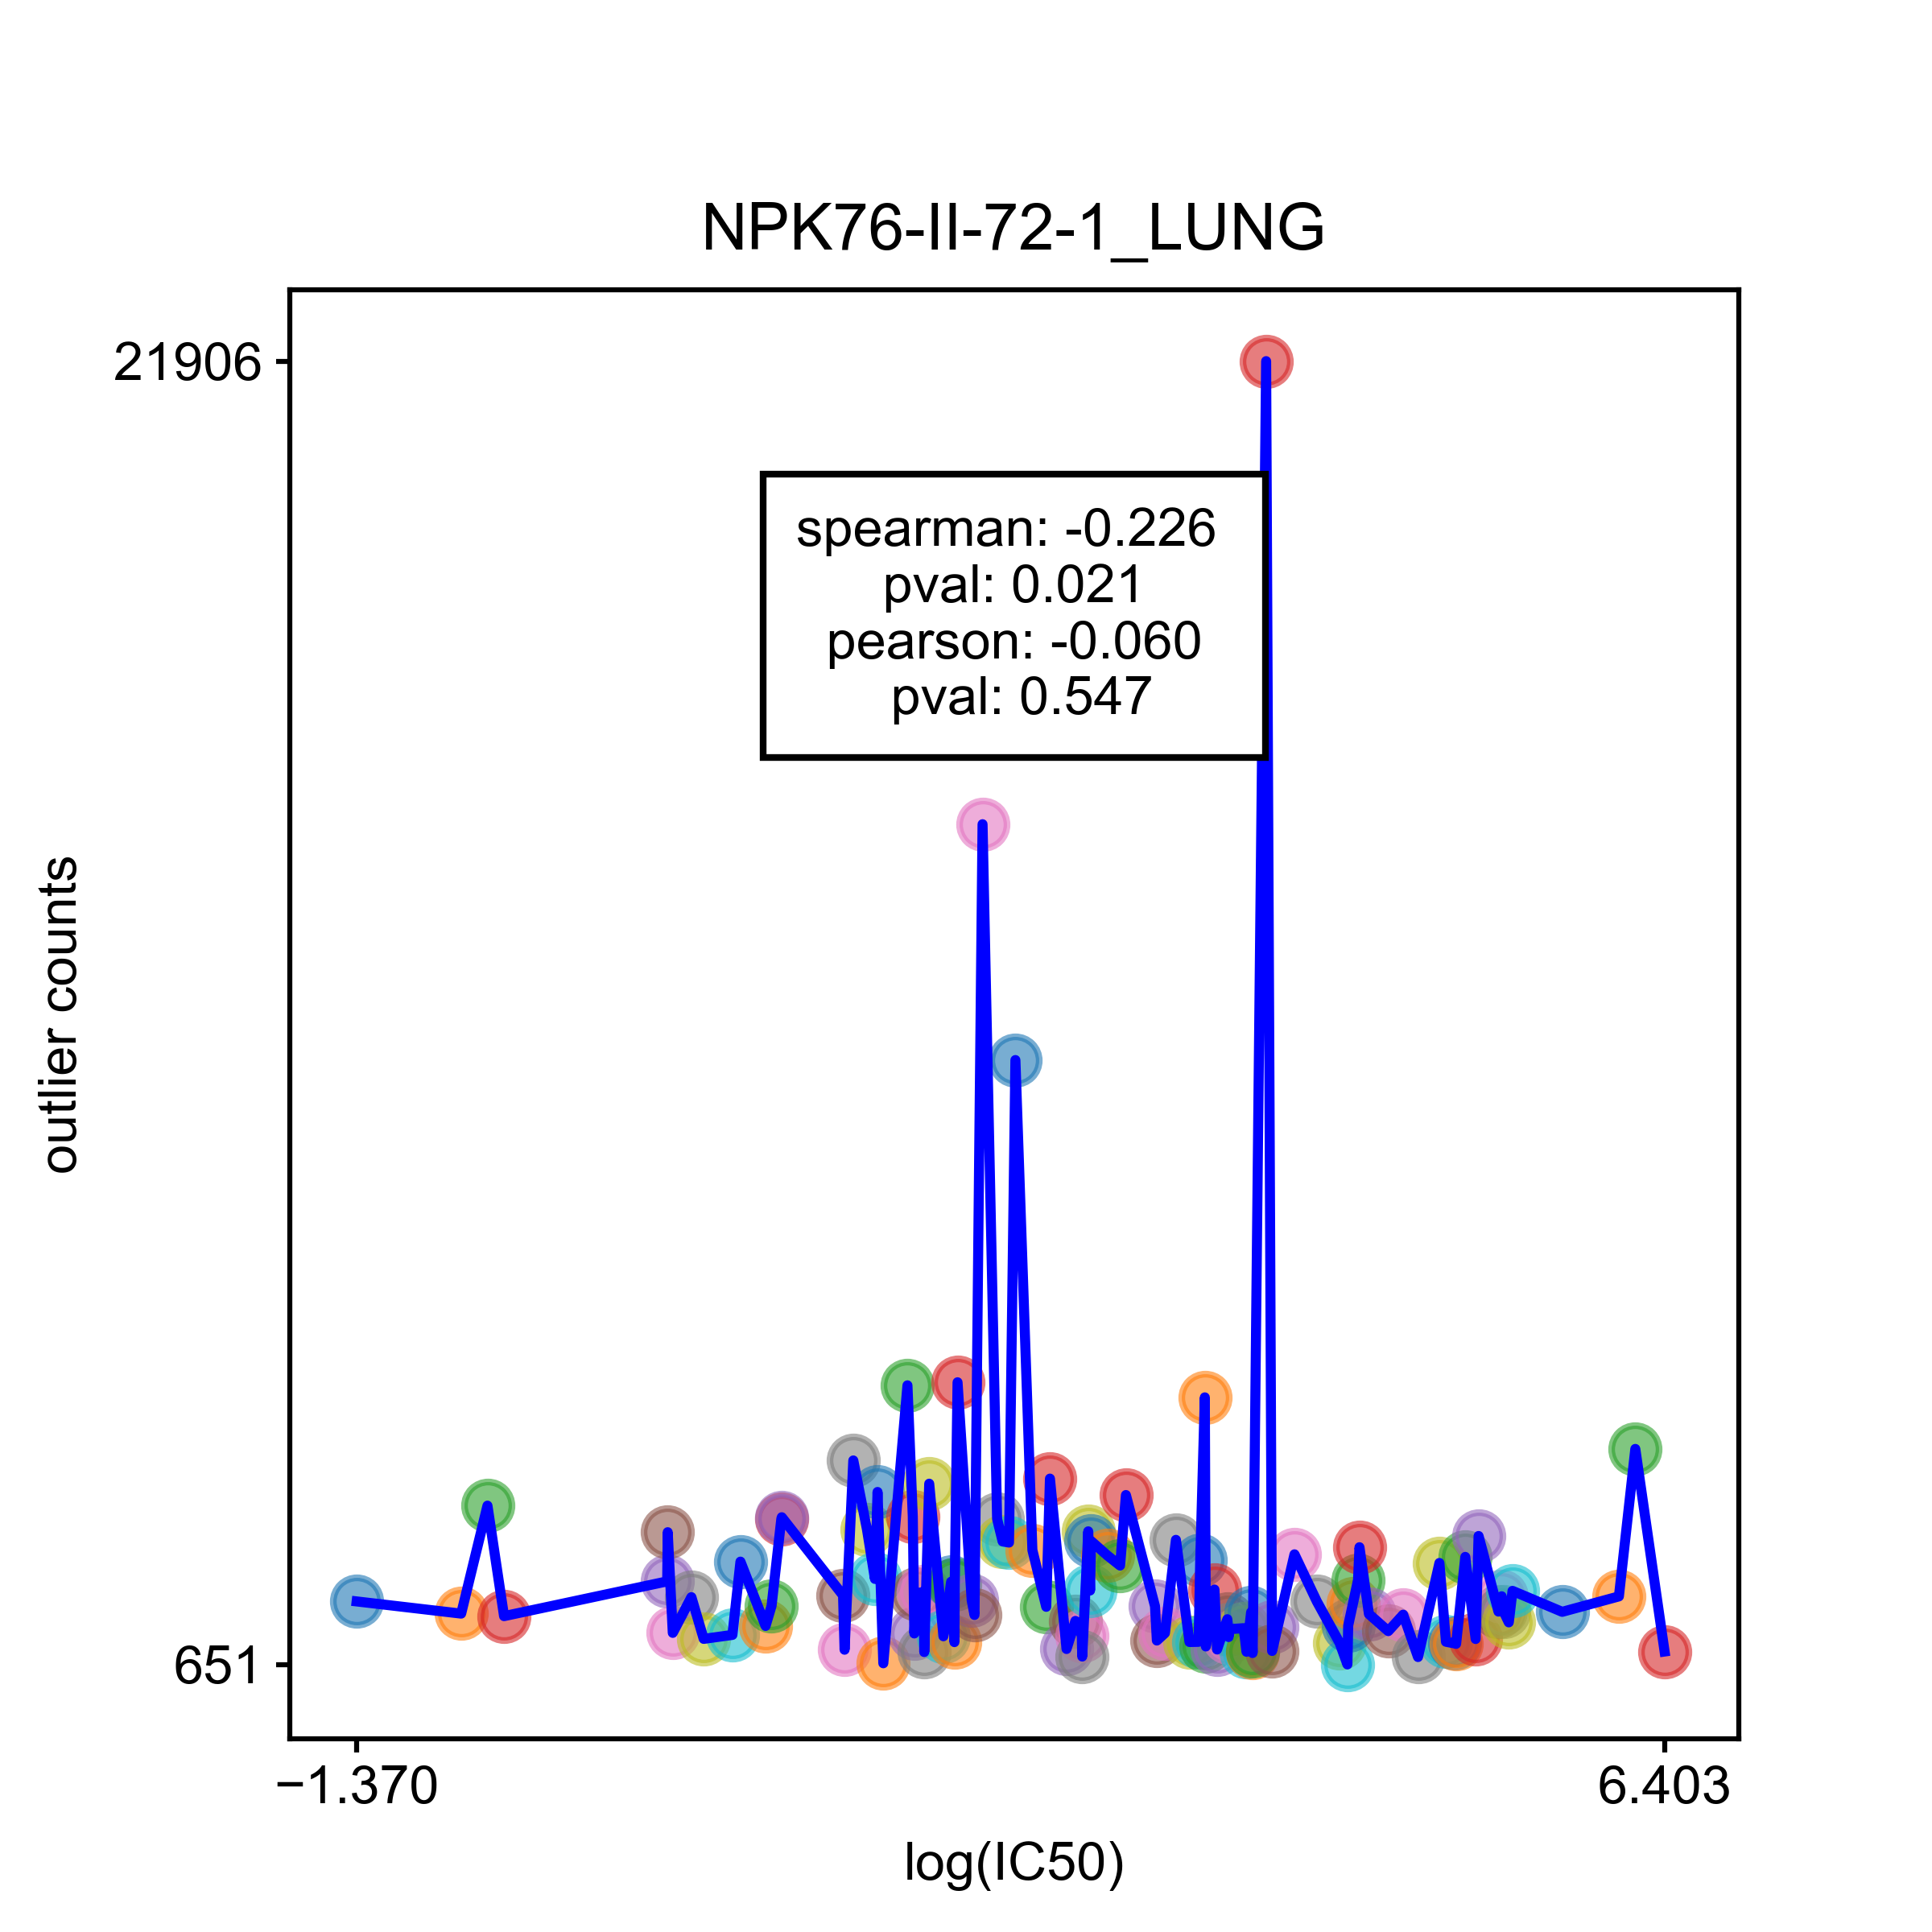 NPK76-II-72-1_LUNG
21906
spearman: -0.226
pval: 0.021
pearson: -0.060
pval: 0.547
outlier counts
651
−1.370
6.403
log(IC50)